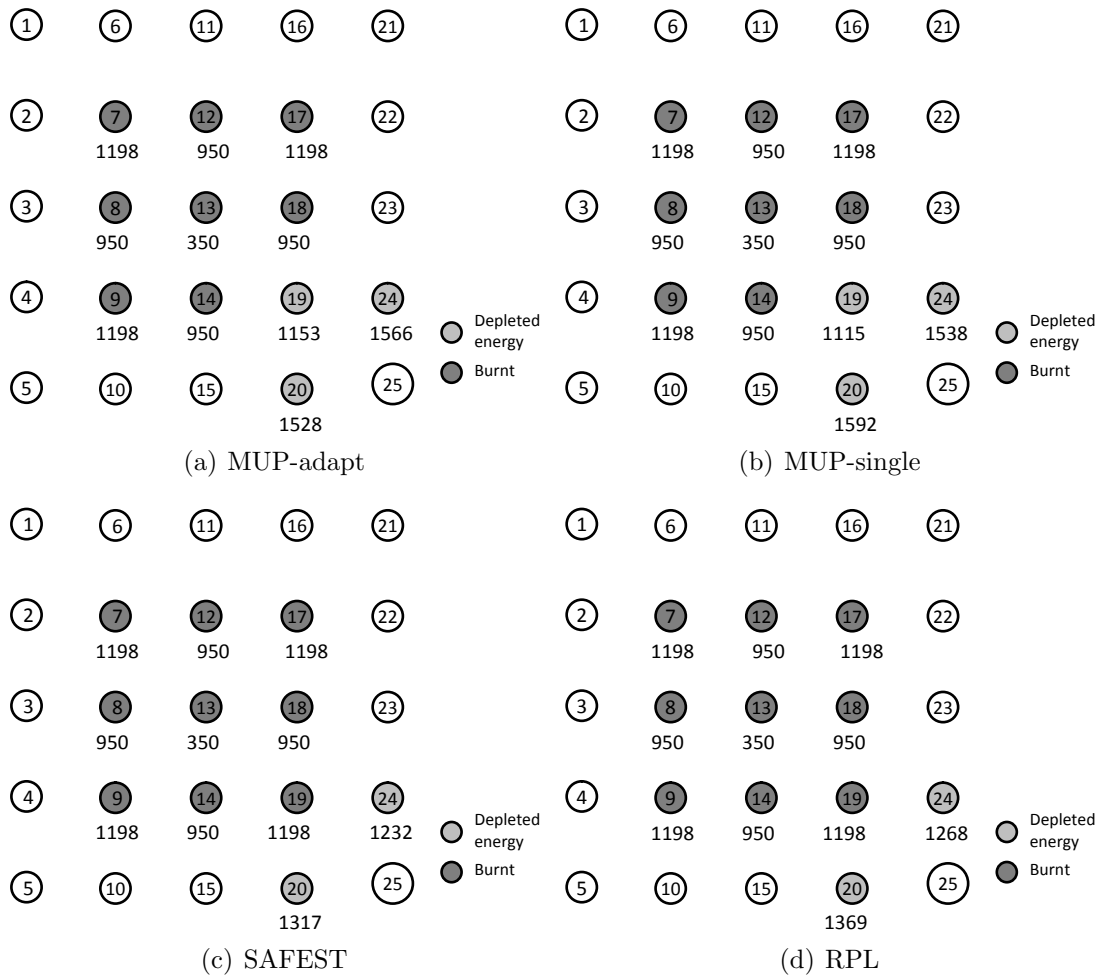 1 6 11 16 21
2 7 12 17 22
1198 950 1198
3 8 13 18 23
950 350 950
4 9 14 19 24
1198 950 1153 1566
Depleted
energy
Burnt
5 10 15 20 25
1528
(a) MUP-adapt
1 6 11 16 21
2 7 12 17 22
1198 950 1198
3 8 13 18 23
950 350 950
4 9 14 19 24
1198 950 1115 1538
Depleted
energy
Burnt
5 10 15 20 25
1592
(b) MUP-single
1 6 11 16 21
2 7 12 17 22
1198 950 1198
3 8 13 18 23
950 350 950
4 9 14 19 24
1198 950 1198 1232
Depleted
energy
Burnt
5 10 15 20 25
1317
(c) SAFEST
1 6 11 16 21
2 7 12 17 22
1198 950 1198
3 8 13 18 23
950 350 950
4 9 14 19 24
1198 950 1198 1268
Depleted
energy
Burnt
5 10 15 20 25
1369
(d) RPL